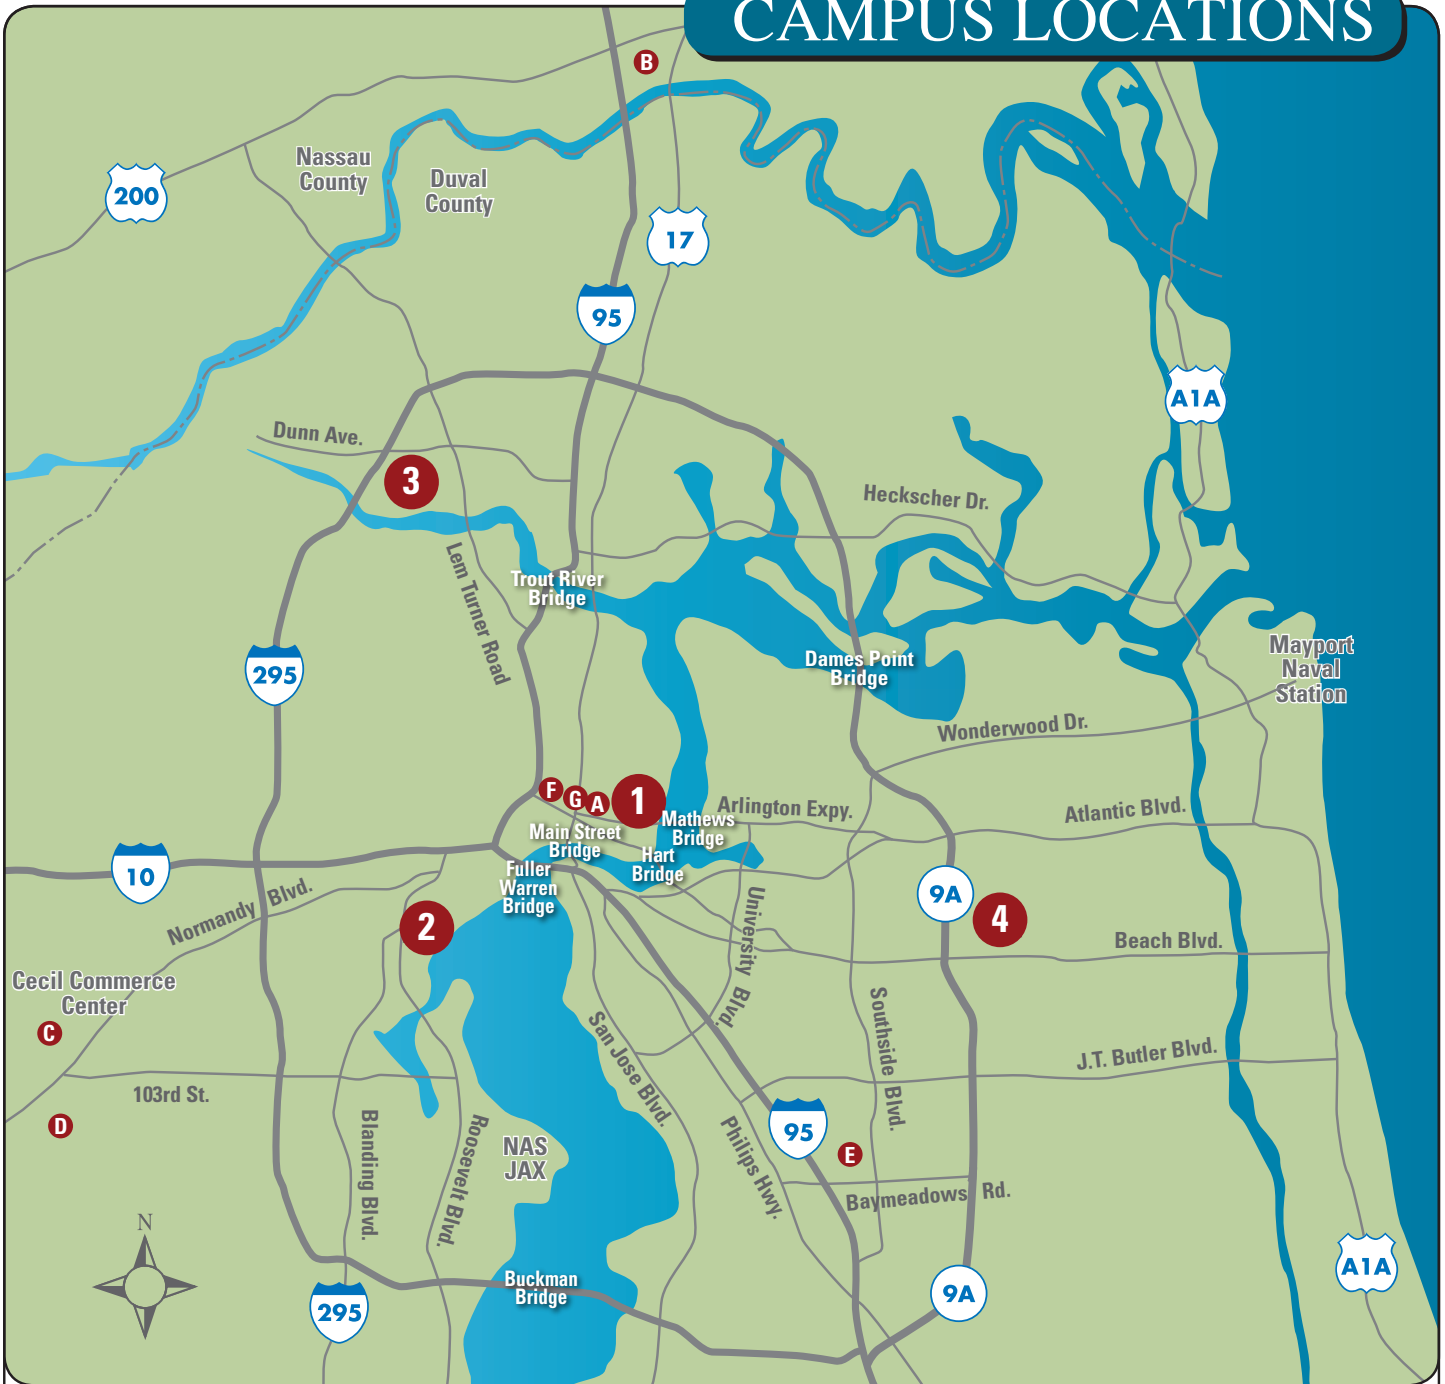 CAMPUS LOCATIONS
B
Nassau
County
Duval
County
200
17
95
A1A
Dunn Ave.
3
Heckscher Dr.
Lem Turner Road
Trout River
Bridge
295
Dames Point
Bridge
Mayport
Naval
Station
Wonderwood Dr.
F
G
A
1
Arlington Expy.
Atlantic Blvd.
Mathews
Bridge
Main Street
Bridge
Hart
Bridge
10
Fuller
Warren
Bridge
Normandy Blvd.
2
University Blvd.
9A
4
Beach Blvd.
Cecil Commerce
Center
C
San Jose Blvd.
Southside Blvd.
J.T. Butler Blvd.
103rd St.
D
Blanding Blvd.
Roosevelt Blvd.
NAS
JAX
Philips Hwy.
95
E
Baymeadows Rd.
N
Buckman
Bridge
295
9A
A1A